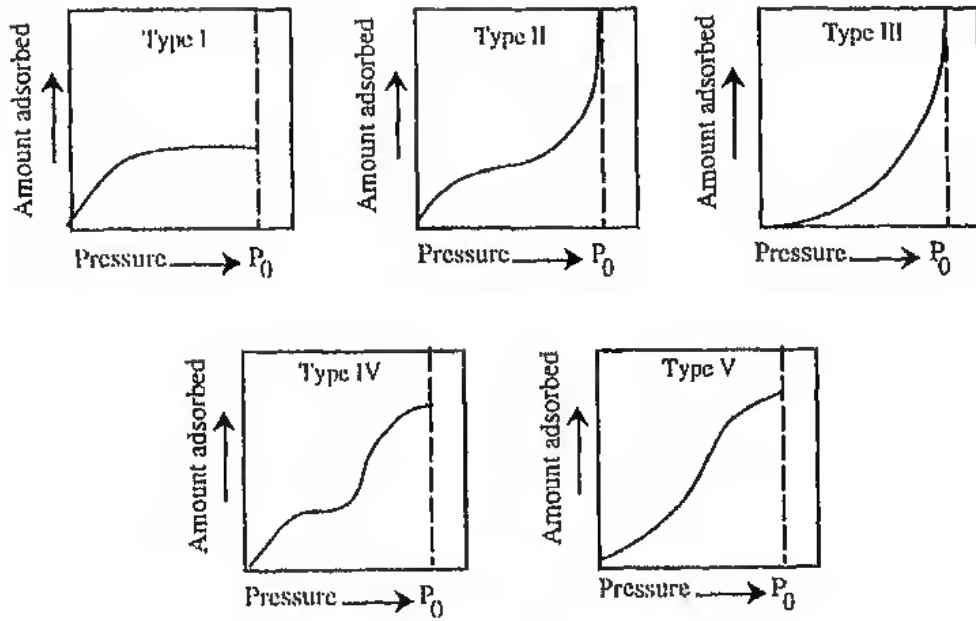 Type I
Amount adsorbed
Pressure
P0
Type II
Amount adsorbed
Pressure
P0
Type III
Amount adsorbed
Pressure
P0
Type IV
Amount adsorbed
Pressure
P0
Type V
Amount adsorbed
Pressure
P0